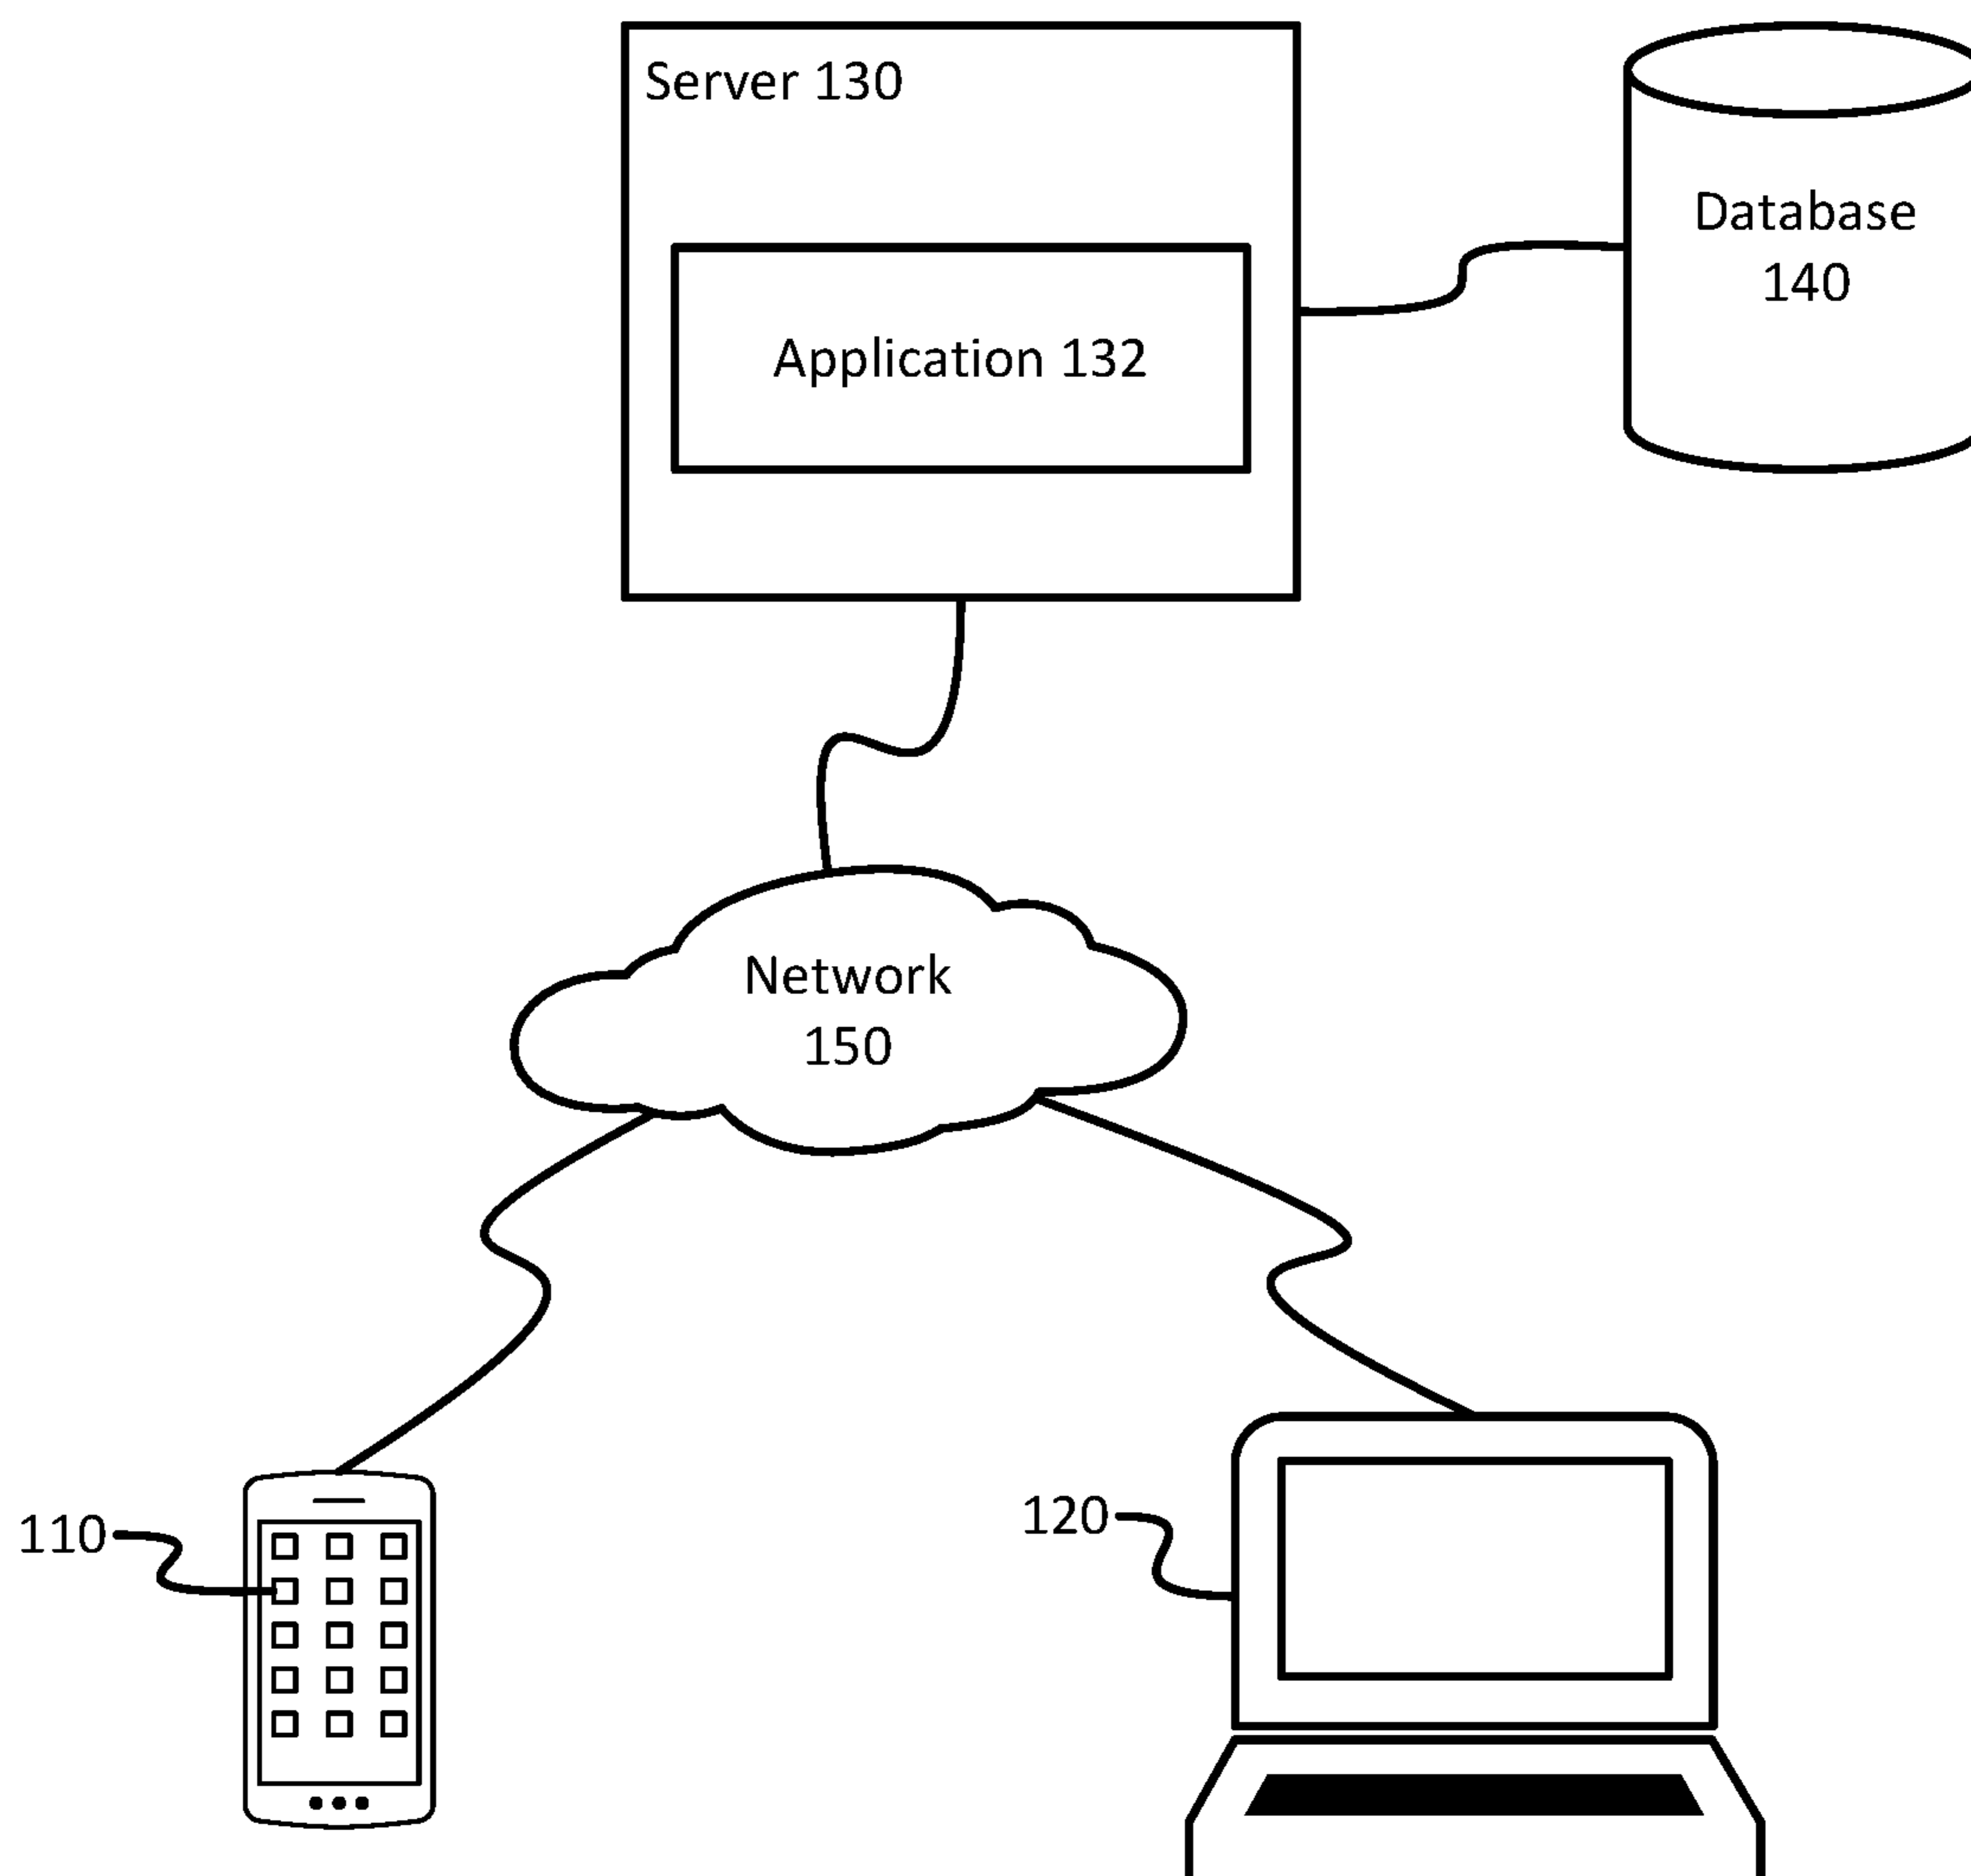 Server 130
Application 132
Database
140
Network
150
110
120